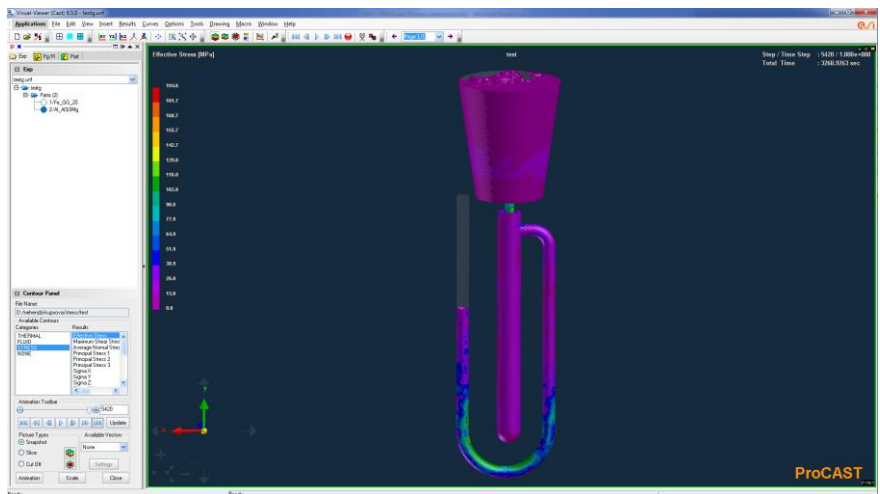 Visual-Viewer (Cast) 6.5.0 - testg.unf
Applications File Edit View Insert Results Curves Options Tools Drawing Macro Window Help
Page1/3
Exp Pg/M Part
Exp
testg.unf
testg
Parts (2)
1/Fe_GG_20
Contour Panel
File Name:
Available Contours
Categories Results
THERMAL
FLUID
STRESS
NONE
Effective Stress
Maximum Shear Stres
Average Normal Stres
Principal Stress 1
Principal Stress 2
Principal Stress 3
Sigma X
Sigma Y
Sigma Z
Animation Toolbar
5420
Update
Picture Types
Available Vectors
Snapshot
None
Slice
Cut Off
Settings
Animation Scale Close
Effective Stress [MPa]
test
Step / Time Step : 5420 / 1.000e+000
Total Time : 3260.9263 sec
194.6
181.7
168.7
155.7
142.7
129.8
116.8
103.8
90.8
77.9
64.9
51.9
38.9
26.0
13.0
0.0
ProCAST